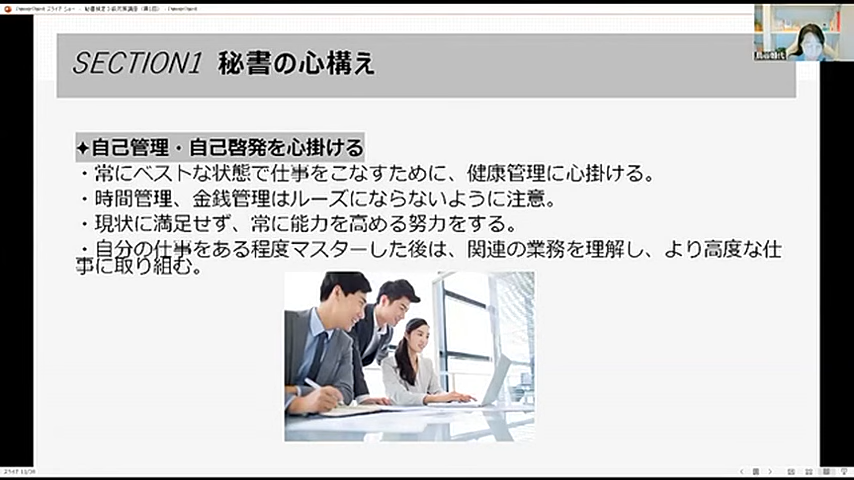 SECTION1 秘書の心構え
✦自己管理・自己啓発を心掛ける
・常にベストな状態で仕事をこなすために、健康管理に心掛ける。
・時間管理、金銭管理はルーズにならないように注意。
・現状に満足せず、常に能力を高める努力をする。
・自分の仕事をある程度マスターした後は、関連の業務を理解し、より高度な仕
事に取り組む。